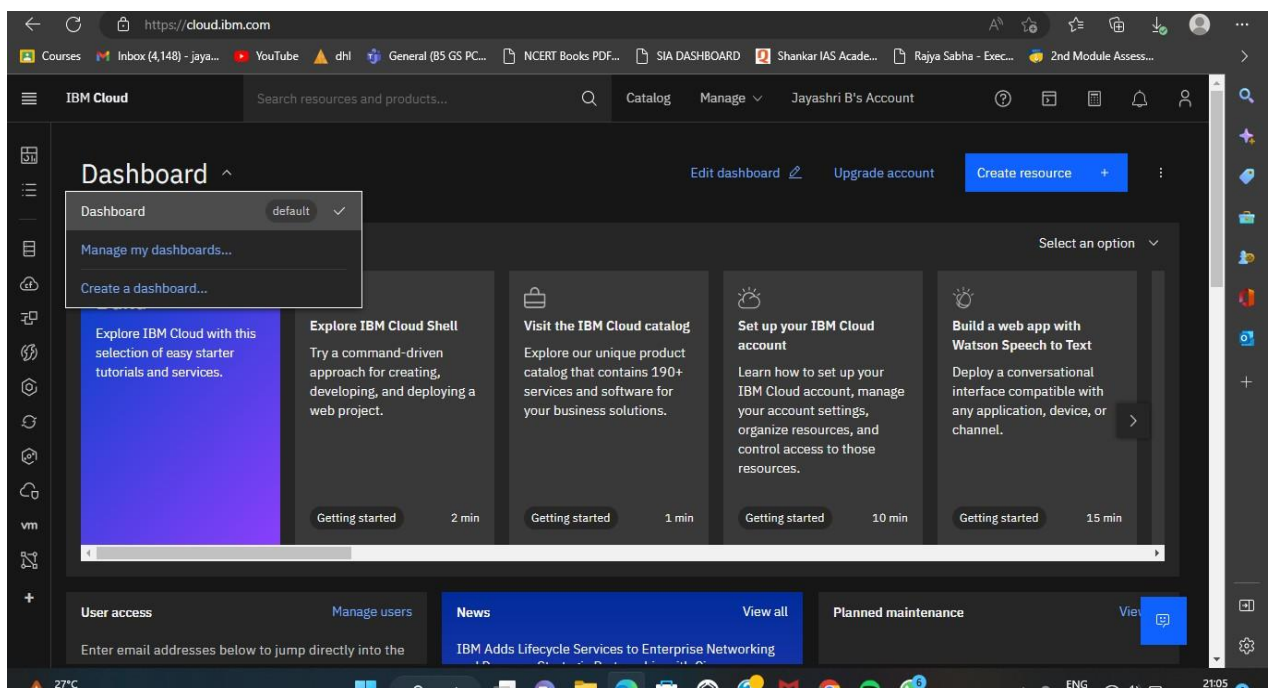 https://cloud.ibm.com
Courses
Inbox (4,148) - jaya...
YouTube
dhl
General (85 GS PC...
NCERT Books PDF...
SIA DASHBOARD
Shankar IAS Acade...
Rajya Sabha - Exec...
2nd Module Assess...
IBM Cloud
Search resources and products...
Catalog
Manage
Jayashri B's Account
Dashboard
Edit dashboard
Upgrade account
Create resource +
Dashboard default
Manage my dashboards...
Create a dashboard...
Select an option
Explore IBM Cloud with this
selection of easy starter
tutorials and services.
Explore IBM Cloud Shell
Try a command-driven
approach for creating,
developing, and deploying a
web project.
Getting started 2 min
Visit the IBM Cloud catalog
Explore our unique product
catalog that contains 190+
services and software for
your business solutions.
Getting started 1 min
Set up your IBM Cloud
account
Learn how to set up your
IBM Cloud account, manage
your account settings,
organize resources, and
control access to those
resources.
Getting started 10 min
Build a web app with
Watson Speech to Text
Deploy a conversational
interface compatible with
any application, device, or
channel.
Getting started 15 min
vm
User access
Manage users
Enter email addresses below to jump directly into the
News
View all
IBM Adds Lifecycle Services to Enterprise Networking
Planned maintenance
27°C
6
ENG
21:05